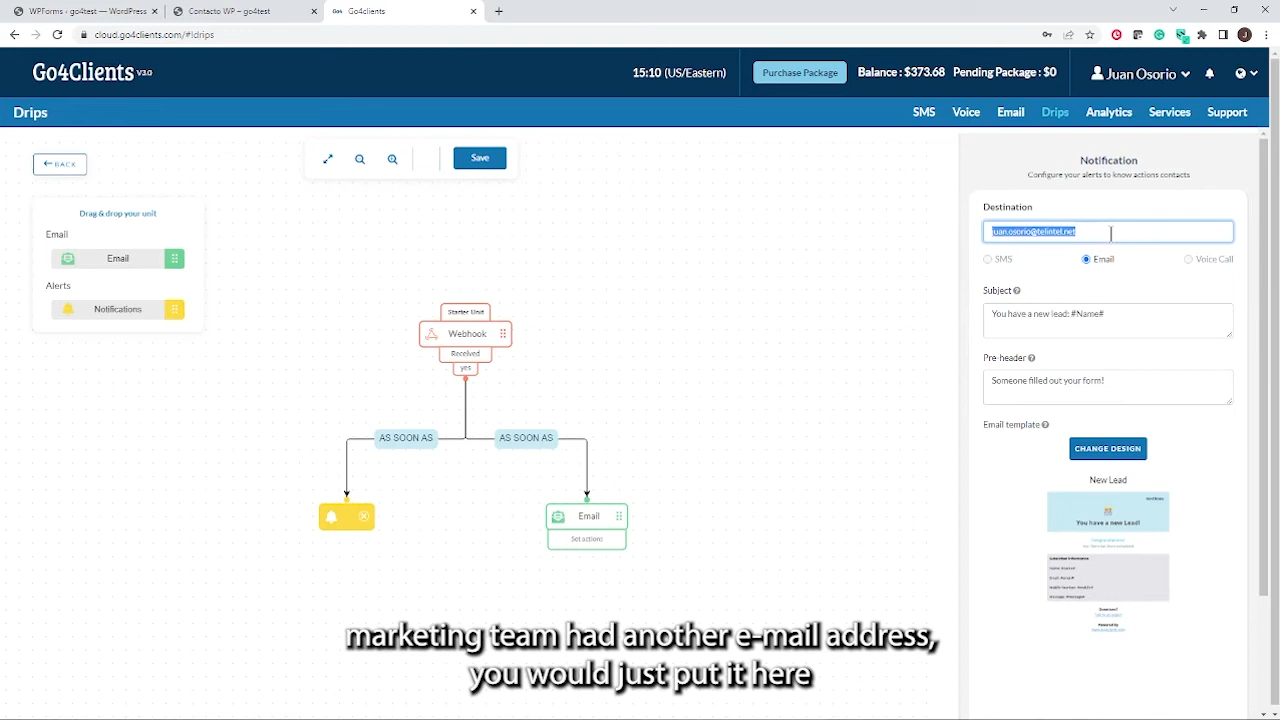 WPForms ‹ go4test — WordPress
Contacto WP – go4test
Go4clients
cloud.go4clients.com/#!drips
Go4Clients V3.0
15:10 (US/Eastern)
Purchase Package
Balance : $373.68
Pending Package : $0
Juan Osorio
Drips
SMS
Voice
Email
Drips
Analytics
Services
Support
BACK
Save
Drag & drop your unit
Email
Email
Alerts
Notifications
Starter Unit
Webhook
Received
yes
AS SOON AS
AS SOON AS
Email
Set actions
Notification
Configure your alerts to know actions contacts
Destination
juan.osorio@telintel.net
SMS
Email
Voice Call
Subject
You have a new lead: #Name#
Pre-header
Someone filled out your form!
Email template
CHANGE DESIGN
New Lead
You have a new Lead!
marketing team had another e-mail address,
you would just put it here